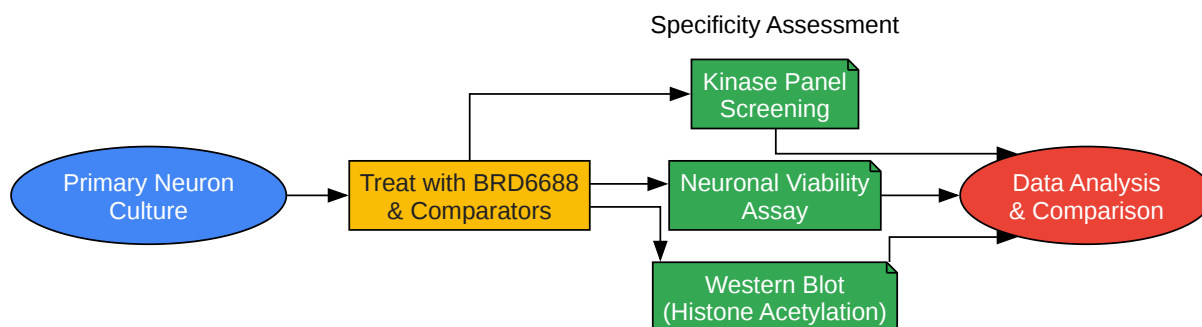 Specificity Assessment
Kinase Panel
Screening
Primary Neuron
Culture
Treat with BRD6688
& Comparators
Neuronal Viability
Assay
Data Analysis
& Comparison
Western Blot
(Histone Acetylation)